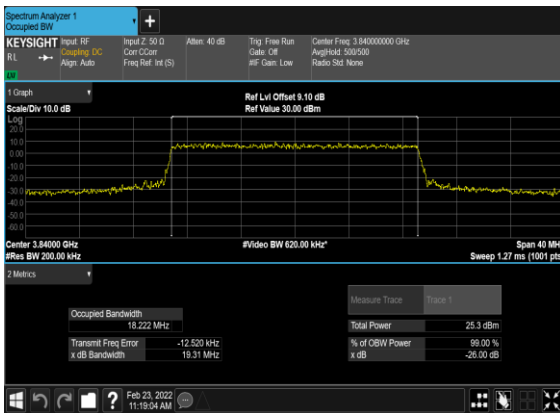 Spectrum Analyzer 1
Occupied BW
KEYSIGHT
RL
LV
Input: RF
Coupling: DC
Align: Auto
Input Z: 50 Ω
Corr CCorr
Freq Ref: Int (S)
Atten: 40 dB
Trig: Free Run
Gate: Off
#IF Gain: Low
Center Freq: 3.840000000 GHz
Avg|Hold: 500/500
Radio Std: None
1 Graph
Scale/Div 10.0 dB
Ref Lvl Offset 9.10 dB
Ref Value 30.00 dBm
Log
20.0
10.0
0.00
-10.0
-20.0
-30.0
-40.0
-50.0
-60.0
Center 3.84000 GHz
#Video BW 620.00 kHz*
Span 40 MH
#Res BW 200.00 kHz
Sweep 1.27 ms (1001 pts
2 Metrics
Measure Trace
Trace 1
Occupied Bandwidth
18.222 MHz
Total Power
25.3 dBm
Transmit Freq Error
-12.520 kHz
% of OBW Power
99.00 %
x dB Bandwidth
19.31 MHz
x dB
-26.00 dB
Feb 23, 2022
11:19:04 AM